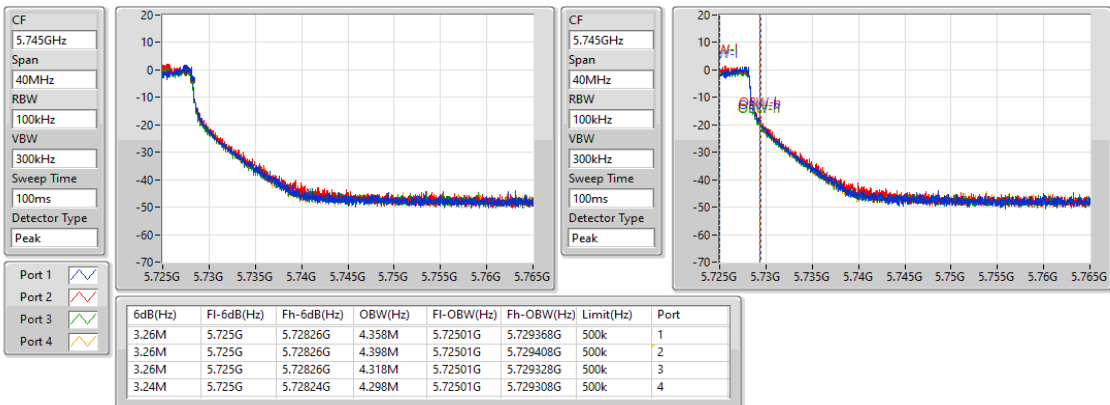 CF
5.745GHz
Span
40MHz
RBW
100kHz
VBW
300kHz
Sweep Time
100ms
Detector Type
Peak
Port 1
Port 2
Port 3
Port 4
20
10
0
-10
-20
-30
-40
-50
-60
-70
5.725G 5.73G 5.735G 5.74G 5.745G 5.75G 5.755G 5.76G 5.765G
CF
5.745GHz
Span
40MHz
RBW
100kHz
VBW
300kHz
Sweep Time
100ms
Detector Type
Peak
20
10
0
-10
-20
-30
-40
-50
-60
-70
OBW-h
5.725G 5.73G 5.735G 5.74G 5.745G 5.75G 5.755G 5.76G 5.765G
6dB(Hz) Fl-6dB(Hz) Fh-6dB(Hz) OBW(Hz) Fl-OBW(Hz) Fh-OBW(Hz) Limit(Hz) Port
3.26M 5.725G 5.72826G 4.358M 5.72501G 5.729368G 500k 1
3.26M 5.725G 5.72826G 4.398M 5.72501G 5.729408G 500k 2
3.26M 5.725G 5.72826G 4.318M 5.72501G 5.729328G 500k 3
3.24M 5.725G 5.72824G 4.298M 5.72501G 5.729308G 500k 4